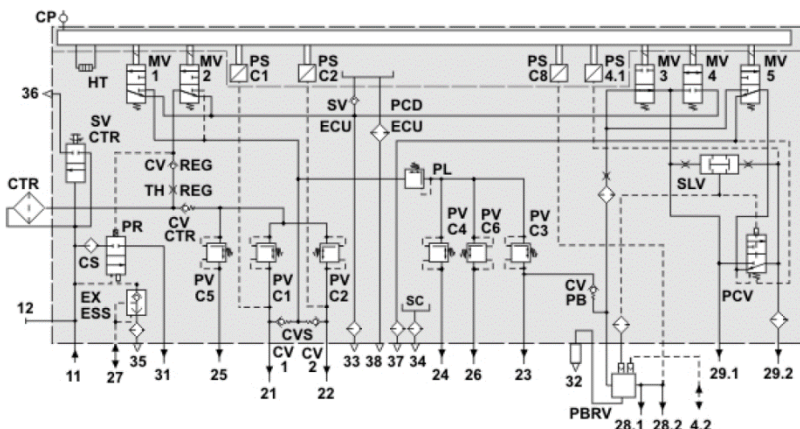 CP
HT
MV 1
MV 2
PS C1
PS C2
PS C8
PS 4.1
MV 3
MV 4
MV 5
36
SV CTR
SV ECU
PCD ECU
CV REG
TH REG
PL
SLV
CTR
CV CTR
PR
CS
PV C5
PV C1
PV C2
PV C4
PV C6
PV C3
CV PB
PCV
EX ESS
SC
12
CVS
CV 1
CV 2
11
27
35
31
25
21
22
33
38
37
34
24
26
23
32
PBRV
28.1
28.2
4.2
29.1
29.2